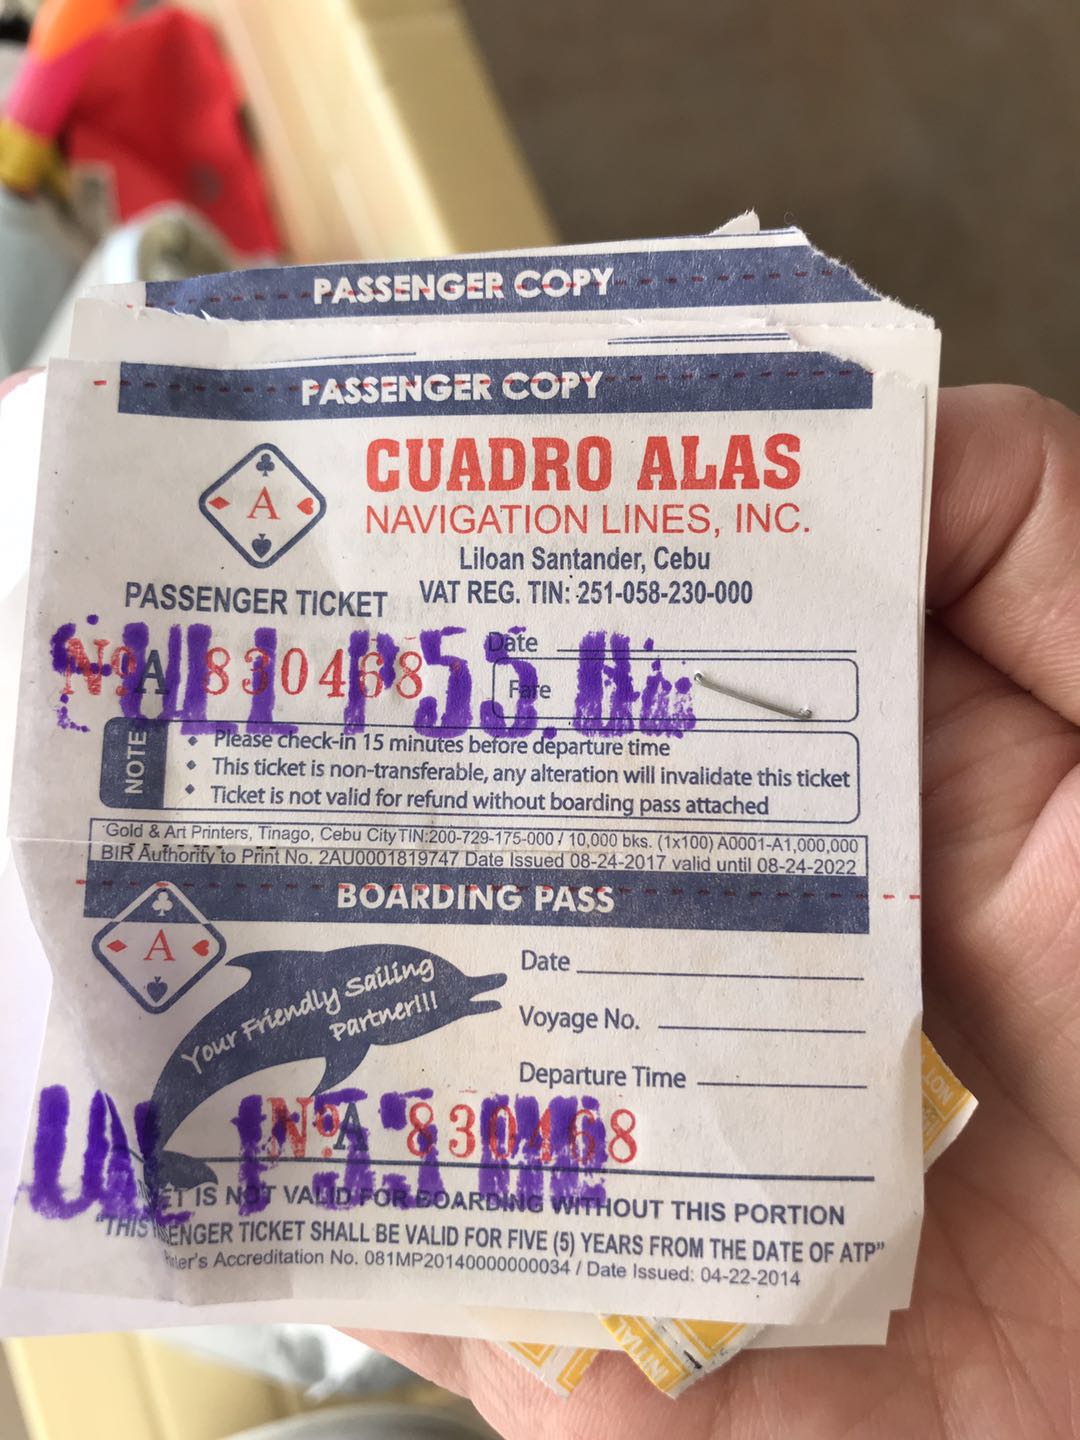 PASSENGER COPY
PASSENGER COPY
A
CUADRO ALAS
NAVIGATION LINES, INC.
Liloan Santander, Cebu
VAT REG. TIN: 251-058-230-000
PASSENGER TICKET
Date
No. A 830468
Fare
FULL P55.00
NOTE
• Please check-in 15 minutes before departure time
• This ticket is non-transferable, any alteration will invalidate this ticket
• Ticket is not valid for refund without boarding pass attached
Gold & Art Printers, Tinago, Cebu City TIN:200-729-175-000 / 10,000 bks. (1x100) A0001-A1,000,000
BIR Authority to Print No. 2AU0001819747 Date Issued 08-24-2017 valid until 08-24-2022
BOARDING PASS
A
Your Friendly Sailing
Partner!!!
Date
Voyage No.
Departure Time
No. A 830468
IS NOT VALID FOR BOARDING WITHOUT THIS PORTION
"THIS ENGER TICKET SHALL BE VALID FOR FIVE (5) YEARS FROM THE DATE OF ATP"
ter's Accreditation No. 081MP20140000000034 / Date Issued: 04-22-2014
NOT
INITIAL